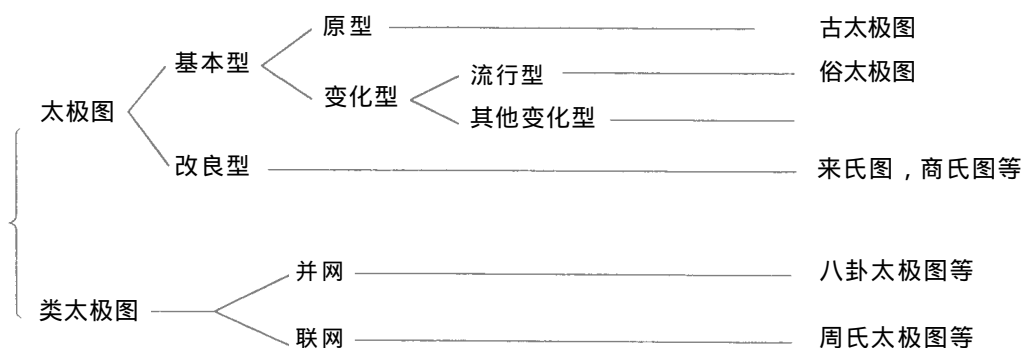 原型 古太极图
基本型
流行型 俗太极图
变化型
太极图
其他变化型
改良型 来氏图，商氏图等
并网 八卦太极图等
类太极图
联网 周氏太极图等